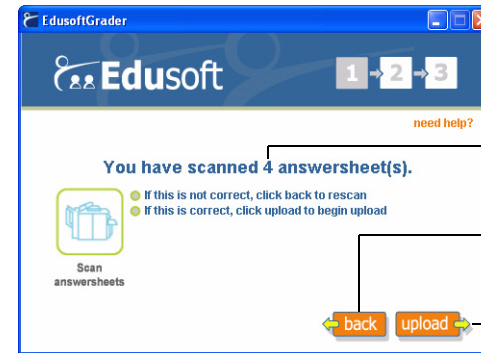 EdusoftGrader
Edusoft
1 2 3
need help?
You have scanned 4 answersheet(s).
If this is not correct, click back to rescan
If this is correct, click upload to begin upload
Scan
answersheets
back upload